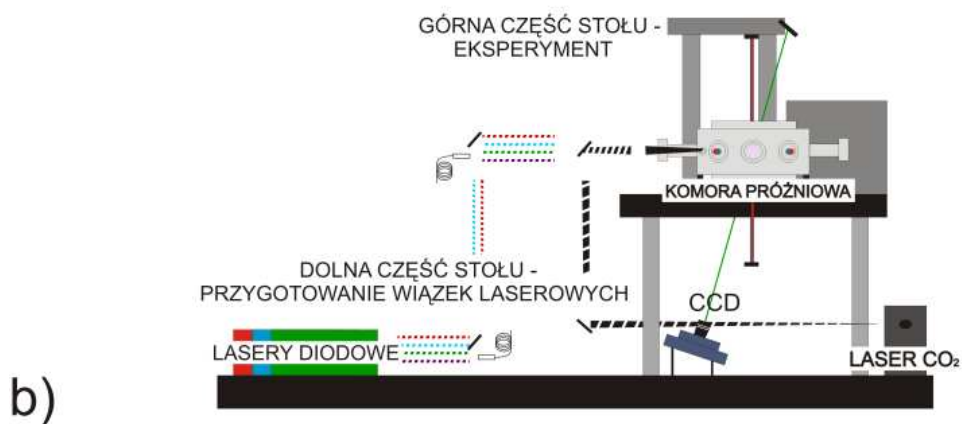 GÓRNA CZĘŚĆ STOŁU -
EKSPERYMENT
KOMORA PRÓŻNIOWA
DOLNA CZĘŚĆ STOŁU -
PRZYGOTOWANIE WIĄZEK LASEROWYCH
CCD
LASERY DIODOWE
LASER CO₂
b)